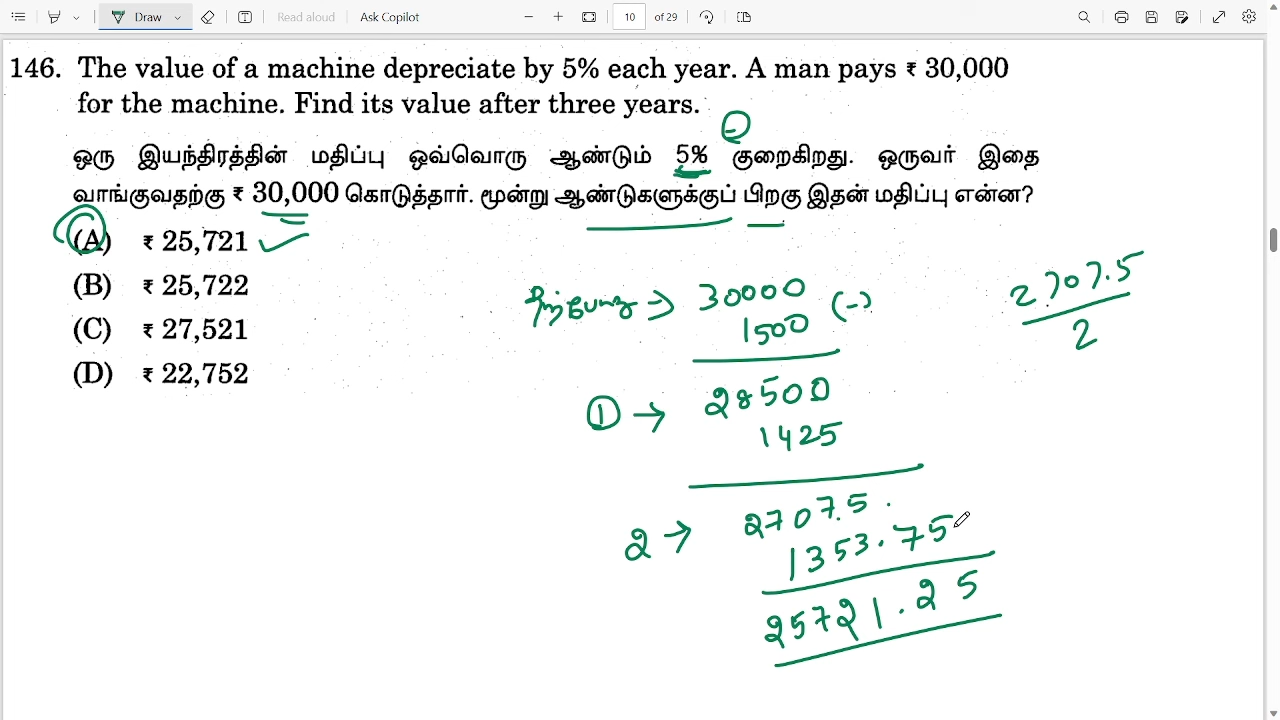 Draw
Read aloud
Ask Copilot
10 of 29
146. The value of a machine depreciate by 5% each year. A man pays ₹ 30,000
for the machine. Find its value after three years.
ஒரு இயந்திரத்தின் மதிப்பு ஒவ்வொரு ஆண்டும் 5% குறைகிறது. ஒருவர் இதை
வாங்குவதற்கு ₹ 30,000 கொடுத்தார். மூன்று ஆண்டுகளுக்குப் பிறகு இதன் மதிப்பு என்ன?
(A) ₹ 25,721
(B) ₹ 25,722
(C) ₹ 27,521
(D) ₹ 22,752
→ 30000
1500 (-)
① → 28500
1425
2 → 2707.5
1353.75
25721.25
2707.5
2